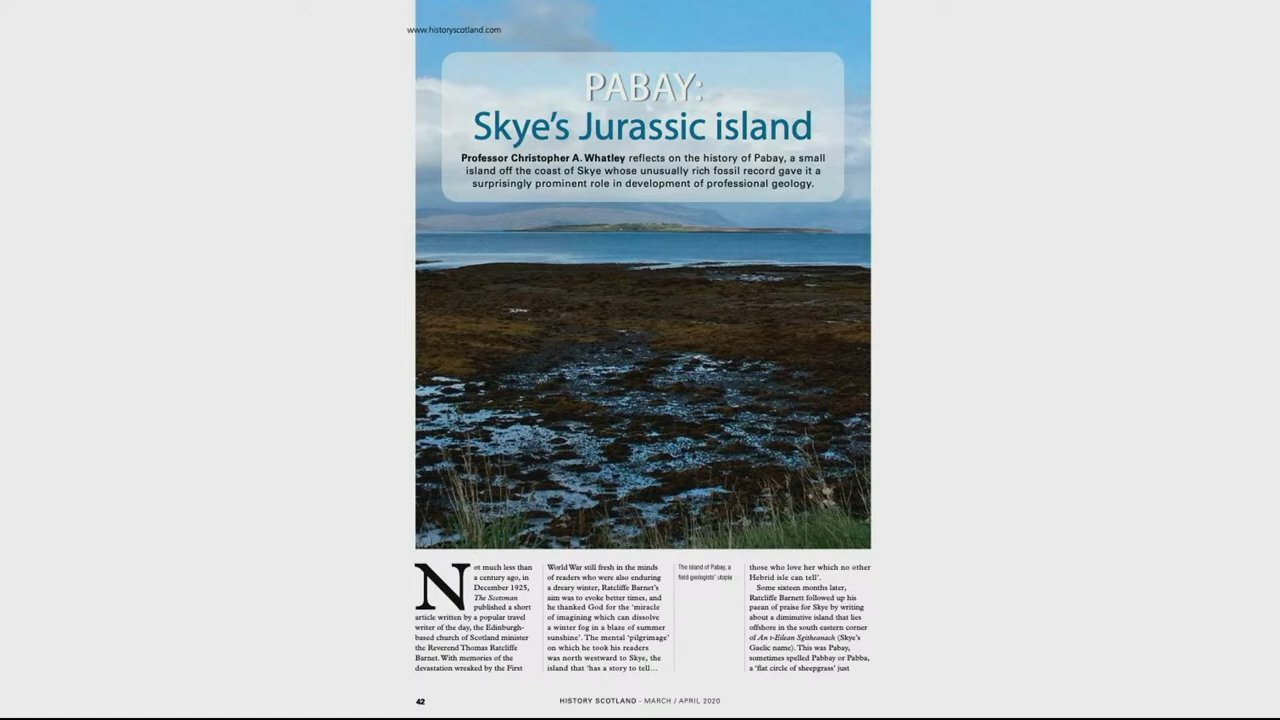 www.historyscotland.com
PABAY:
Skye's Jurassic island
Professor Christopher A. Whatley reflects on the history of Pabay, a small
island off the coast of Skye whose unusually rich fossil record gave it a
surprisingly prominent role in development of professional geology.
Not much less than
a century ago, in
December 1925,
The Scotsman
published a short
article written by a popular travel
writer of the day, the Edinburgh-
based church of Scotland minister
the Reverend Thomas Ratcliffe
Barnet. With memories of the
devastation wreaked by the First
World War still fresh in the minds
of readers who were also enduring
a dreary winter, Ratcliffe Barnet's
aim was to evoke better times, and
he thanked God for the 'miracle
of imagining which can dissolve
a winter fog in a blaze of summer
sunshine'. The mental 'pilgrimage'
on which he took his readers
was north westward to Skye, the
island that 'has a story to tell...
The island of Pabay, a
field geologists' utopia
those who love her which no other
Hebrid isle can tell'.
Some sixteen months later,
Ratcliffe Barnett followed up his
paean of praise for Skye by writing
about a diminutive island that lies
offshore in the south eastern corner
of An t-Eilean Sgitheanach (Skye's
Gaelic name). This was Pabay,
sometimes spelled Pabbay or Pabba,
a 'flat circle of sheepgrass' just
42
HISTORY SCOTLAND - MARCH / APRIL 2020